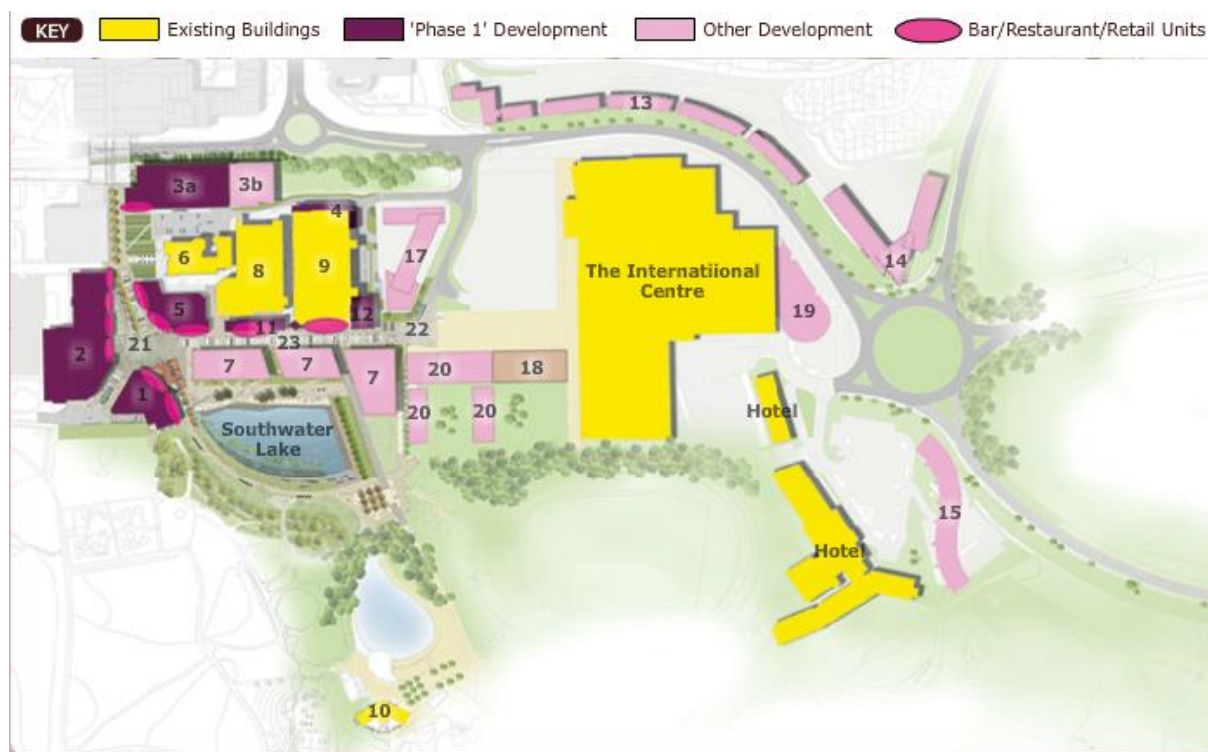 KEY
Existing Buildings
'Phase 1' Development
Other Development
Bar/Restaurant/Retail Units
13
3a
3b
4
6
8
9
17
The Internatiional
Centre
14
5
11
12
22
19
2
21
23
7
7
7
20
18
1
20
20
Hotel
Southwater
Lake
15
Hotel
10